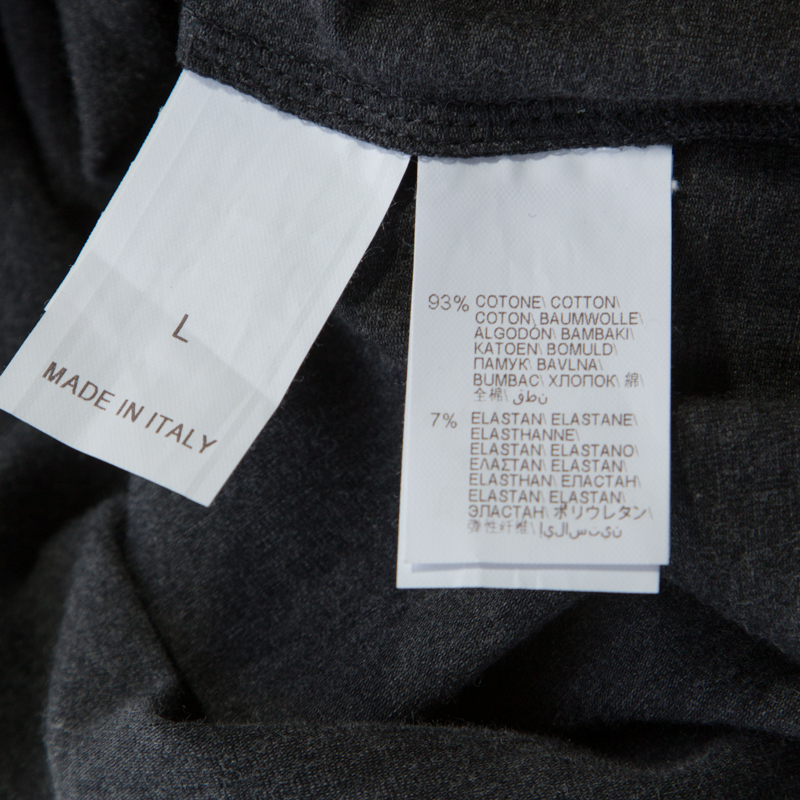 L
MADE IN ITALY
93% COTONE\ COTTON\
COTON\ BAUMWOLLE\
ALGODÓN\ BAMBAKI\
KATOEN\ BOMULD\
ПАМУК\ BAVLNA\
BUMBAC\ ХЛОПОК\ 綿\
全棉\ قطن
7% ELASTAN\ ELASTANE\
ELASTHANNE\
ELASTAN\ ELASTANO\
ΕΛΑΣΤΑΝ\ ELASTAN\
ELASTHAN\ ЕЛАСТАН\
ELASTAN\ ELASTAN\
ЭЛАСТАН\ ポリウレタン\
弹性纤维\ إيلاستين